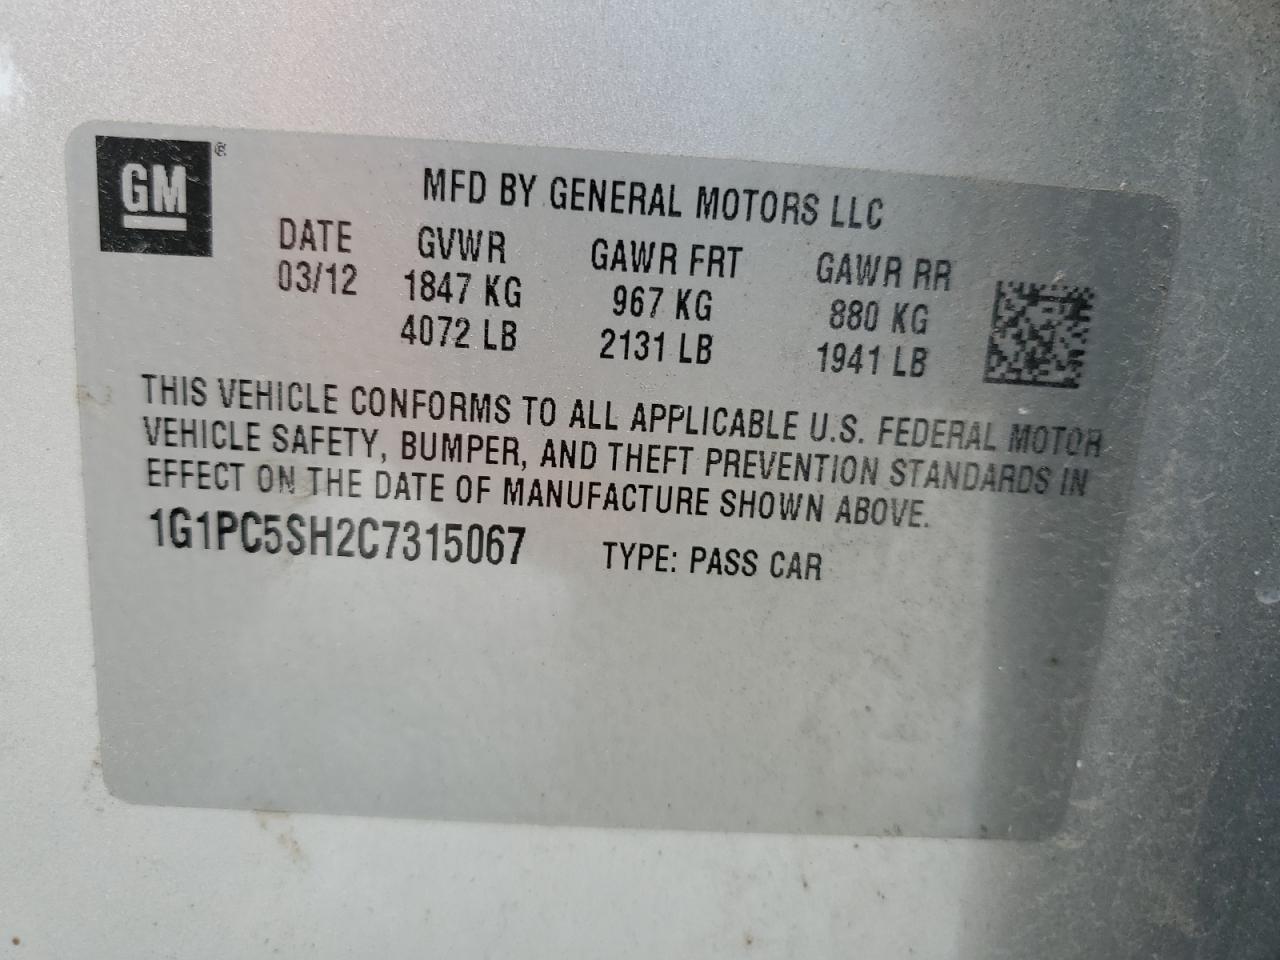 GM ®
MFD BY GENERAL MOTORS LLC
DATE GVWR GAWR FRT GAWR RR
03/12 1847 KG 967 KG 880 KG
4072 LB 2131 LB 1941 LB
THIS VEHICLE CONFORMS TO ALL APPLICABLE U.S. FEDERAL MOTOR
VEHICLE SAFETY, BUMPER, AND THEFT PREVENTION STANDARDS IN
EFFECT ON THE DATE OF MANUFACTURE SHOWN ABOVE.
1G1PC5SH2C7315067 TYPE: PASS CAR